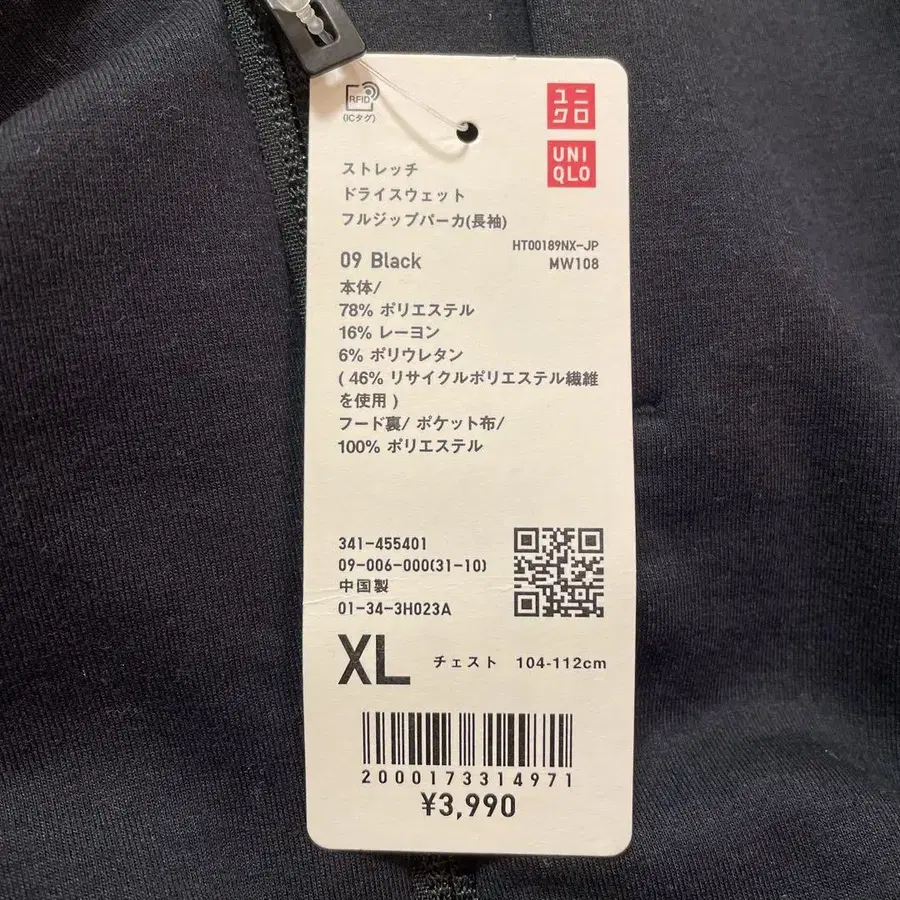 RFID
(ICタグ)
ユニ
クロ
UNI
QLO
ストレッチ
ドライスウェット
フルジップパーカ(長袖)
HT00189NX-JP
09 Black
MW108
本体/
78% ポリエステル
16% レーヨン
6% ポリウレタン
( 46% リサイクルポリエステル繊維
を使用 )
フード裏/ ポケット布/
100% ポリエステル
341-455401
09-006-000(31-10)
中国製
01-34-3H023A
XL チェスト 104-112cm
2000173314971
¥3,990